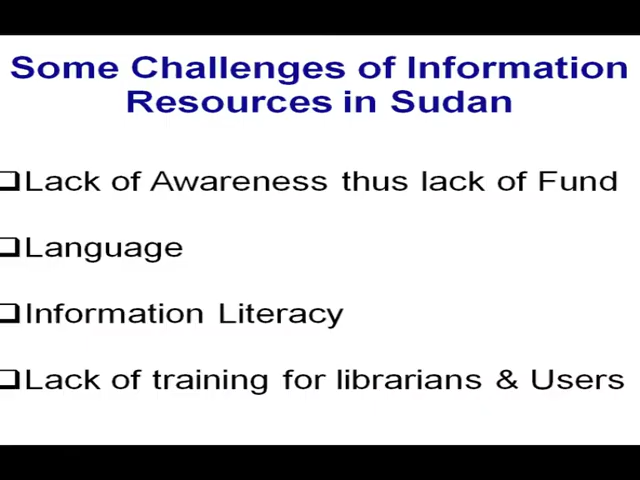 Some Challenges of Information
Resources in Sudan
Lack of Awareness thus lack of Fund
Language
Information Literacy
Lack of training for librarians & Users